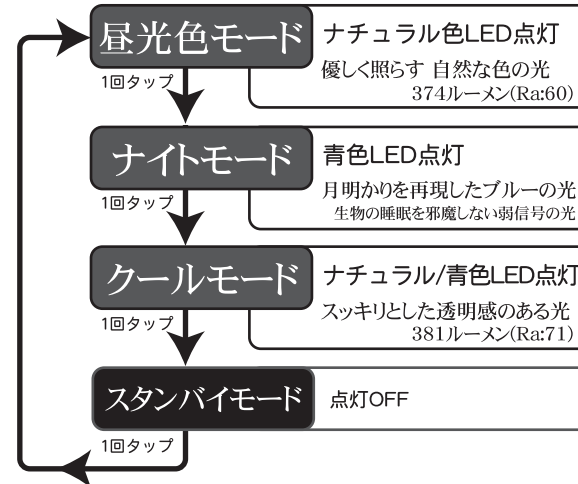 昼光色モード
ナチュラル色LED点灯
優しく照らす 自然な色の光
374ルーメン(Ra:60)
1回タップ
ナイトモード
青色LED点灯
月明かりを再現したブルーの光
生物の睡眠を邪魔しない弱信号の光
1回タップ
クールモード
ナチュラル/青色LED点灯
スッキリとした透明感のある光
381ルーメン(Ra:71)
1回タップ
スタンバイモード
点灯OFF
1回タップ